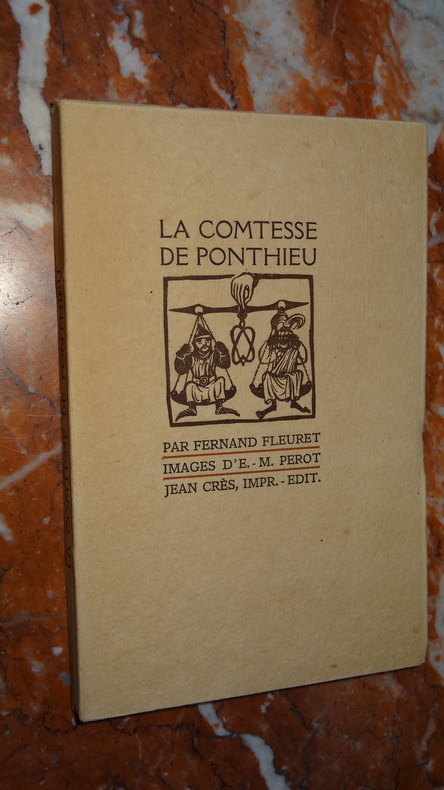 LA COMTESSE
DE PONTHIEU
PAR FERNAND FLEURET
IMAGES D'E.-M. PEROT
JEAN CRÈS, IMPR.-EDIT.